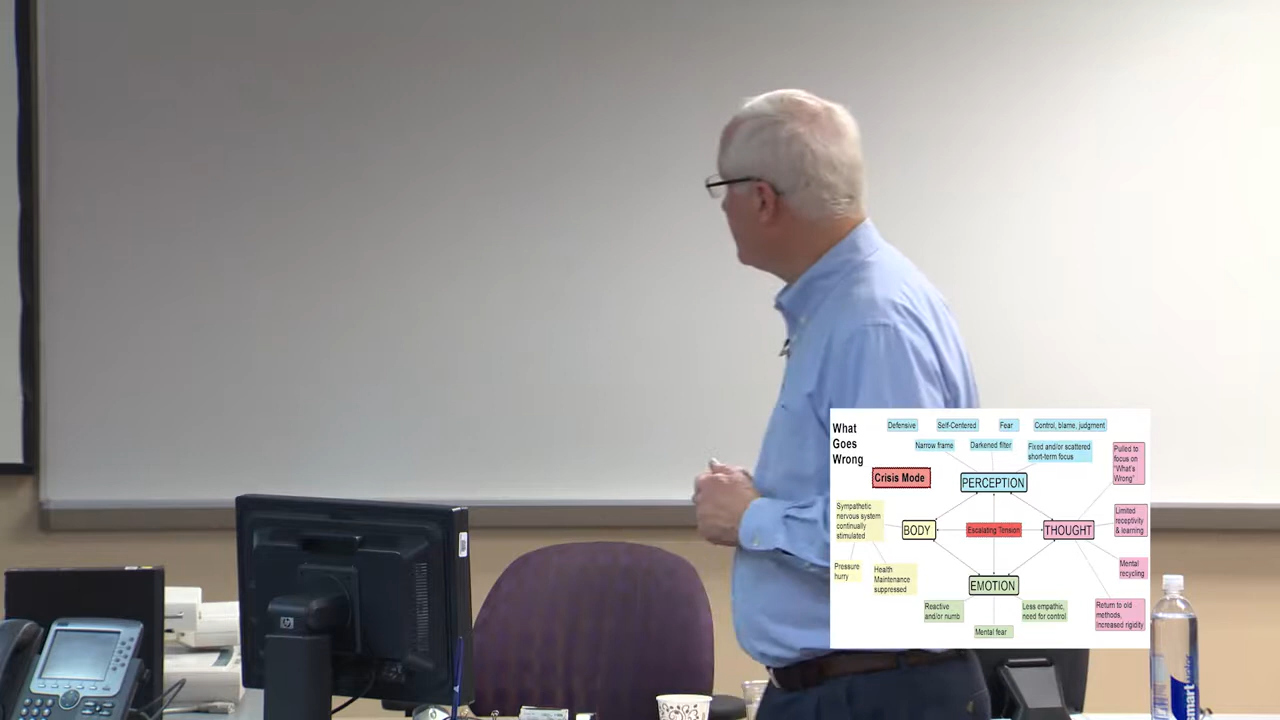 What
Goes
Wrong
Defensive
Self-Centered
Fear
Control, blame, judgment
Narrow frame
Darkened filter
Fixed and/or scattered
short-term focus
Pulled to
focus on
"What's
Wrong"
Crisis Mode
PERCEPTION
Sympathetic
nervous system
continually
stimulated
BODY
Escalating Tension
THOUGHT
Limited
receptivity
& learning
Pressure
hurry
Health
Maintenance
suppressed
EMOTION
Mental
recycling
Reactive
and/or numb
Less empathic,
need for control
Return to old
methods,
Increased rigidity
Mental fear
hp
smart